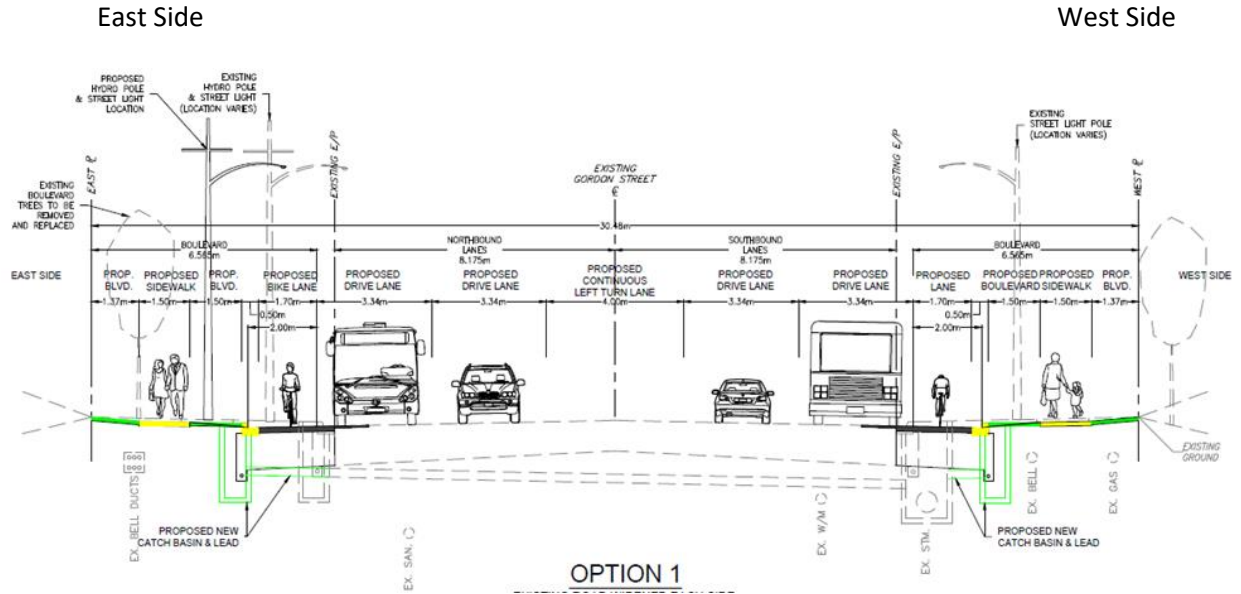 East Side
West Side
PROPOSED
HYDRO POLE
& STREET LIGHT
LOCATION
EXISTING
HYDRO POLE
& STREET LIGHT
(LOCATION VARIES)
EXISTING
STREET LIGHT POLE
(LOCATION VARIES)
EXISTING
BOULEVARD
TREES TO BE
REMOVED
AND REPLACED
EAST ℄
EXISTING E/P
EXISTING
GORDON STREET
℄
EXISTING E/P
WEST ℄
30.48m
BOULEVARD
6.565m
NORTHBOUND
LANES
8.175m
SOUTHBOUND
LANES
8.175m
BOULEVARD
6.565m
EAST SIDE
PROP.
BLVD.
1.37m
PROPOSED
SIDEWALK
1.50m
PROP.
BLVD.
1.50m
PROPOSED
BIKE LANE
1.70m
0.50m
2.00m
PROPOSED
DRIVE LANE
3.34m
PROPOSED
DRIVE LANE
3.34m
PROPOSED
CONTINUOUS
LEFT TURN LANE
4.00m
PROPOSED
DRIVE LANE
3.34m
PROPOSED
DRIVE LANE
3.34m
PROPOSED
LANE
1.70m
0.50m
2.00m
PROPOSED
BOULEVARD
1.50m
PROPOSED
SIDEWALK
1.50m
PROP.
BLVD.
1.37m
WEST SIDE
EXISTING
GROUND
EX. BELL DUCTS
PROPOSED NEW
CATCH BASIN & LEAD
EX. SAN.
EX. W/M
EX. STM.
PROPOSED NEW
CATCH BASIN & LEAD
EX. BELL
EX. GAS
OPTION 1